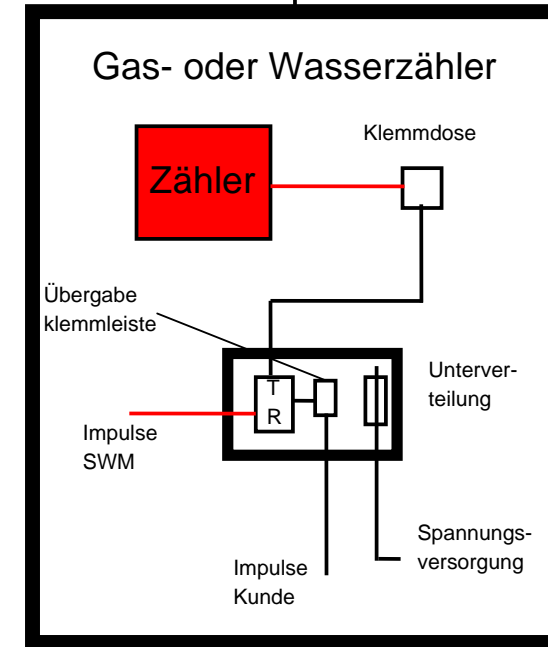 Gas- oder Wasserzähler
Klemmdose
Zähler
Übergabe
klemmleiste
Unterver-
teilung
T
R
Impulse
SWM
Spannungs-
versorgung
Impulse
Kunde